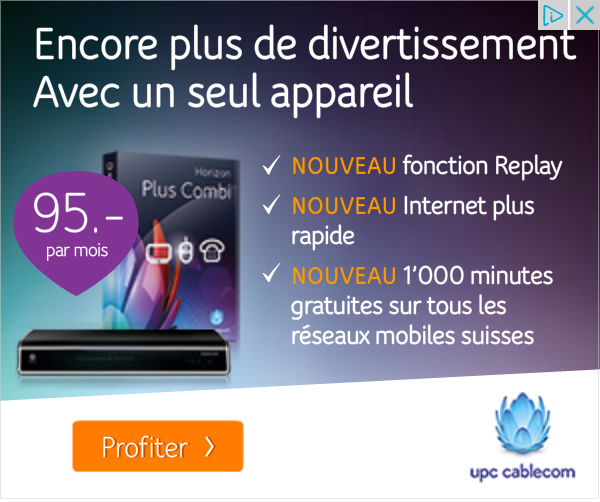 Encore plus de divertissement
Avec un seul appareil
Horizon
Plus Combi
95.-
par mois
✓ NOUVEAU fonction Replay
✓ NOUVEAU Internet plus
rapide
✓ NOUVEAU 1’000 minutes
gratuites sur tous les
réseaux mobiles suisses
Profiter >
upc cablecom